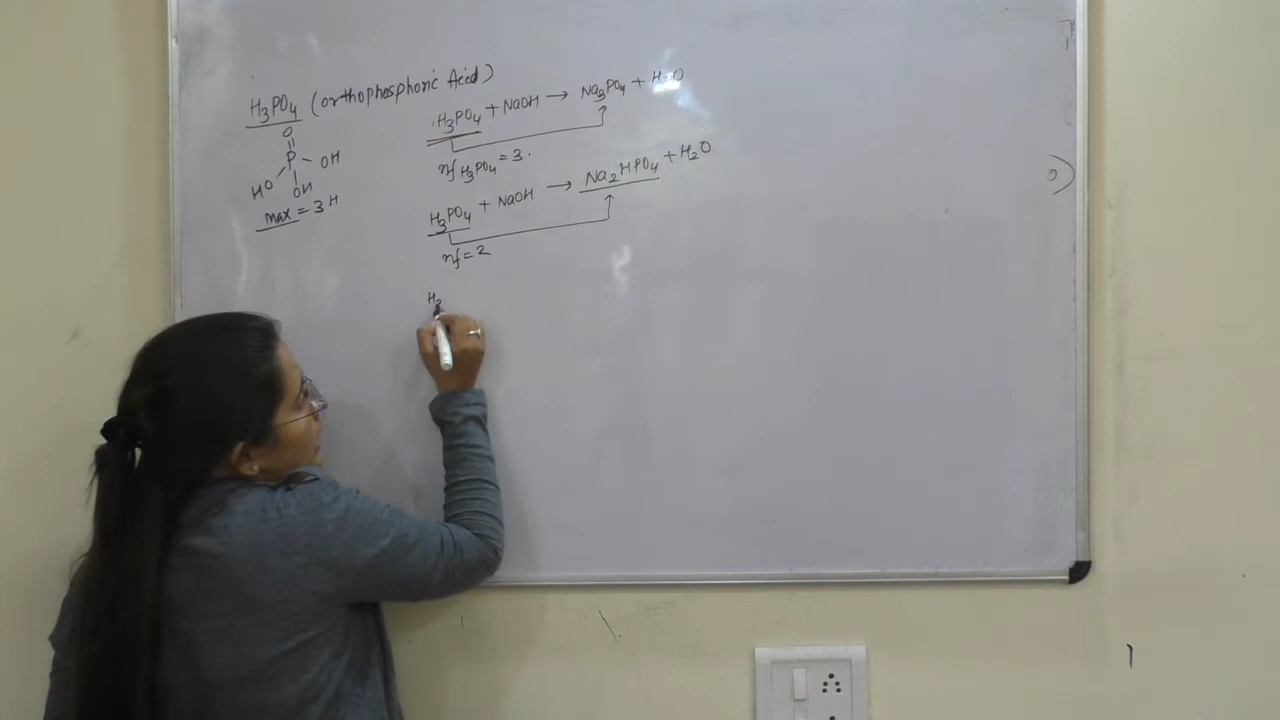 H₃PO₄ (orthophosphoric Acid)
O
||
P
OH
HO
OH
max = 3 H
H₃PO₄ + NaOH → Na₃PO₄ + H₂O
nf H₃PO₄ = 3.
H₃PO₄ + NaOH → Na₂HPO₄ + H₂O
nf = 2
H₃